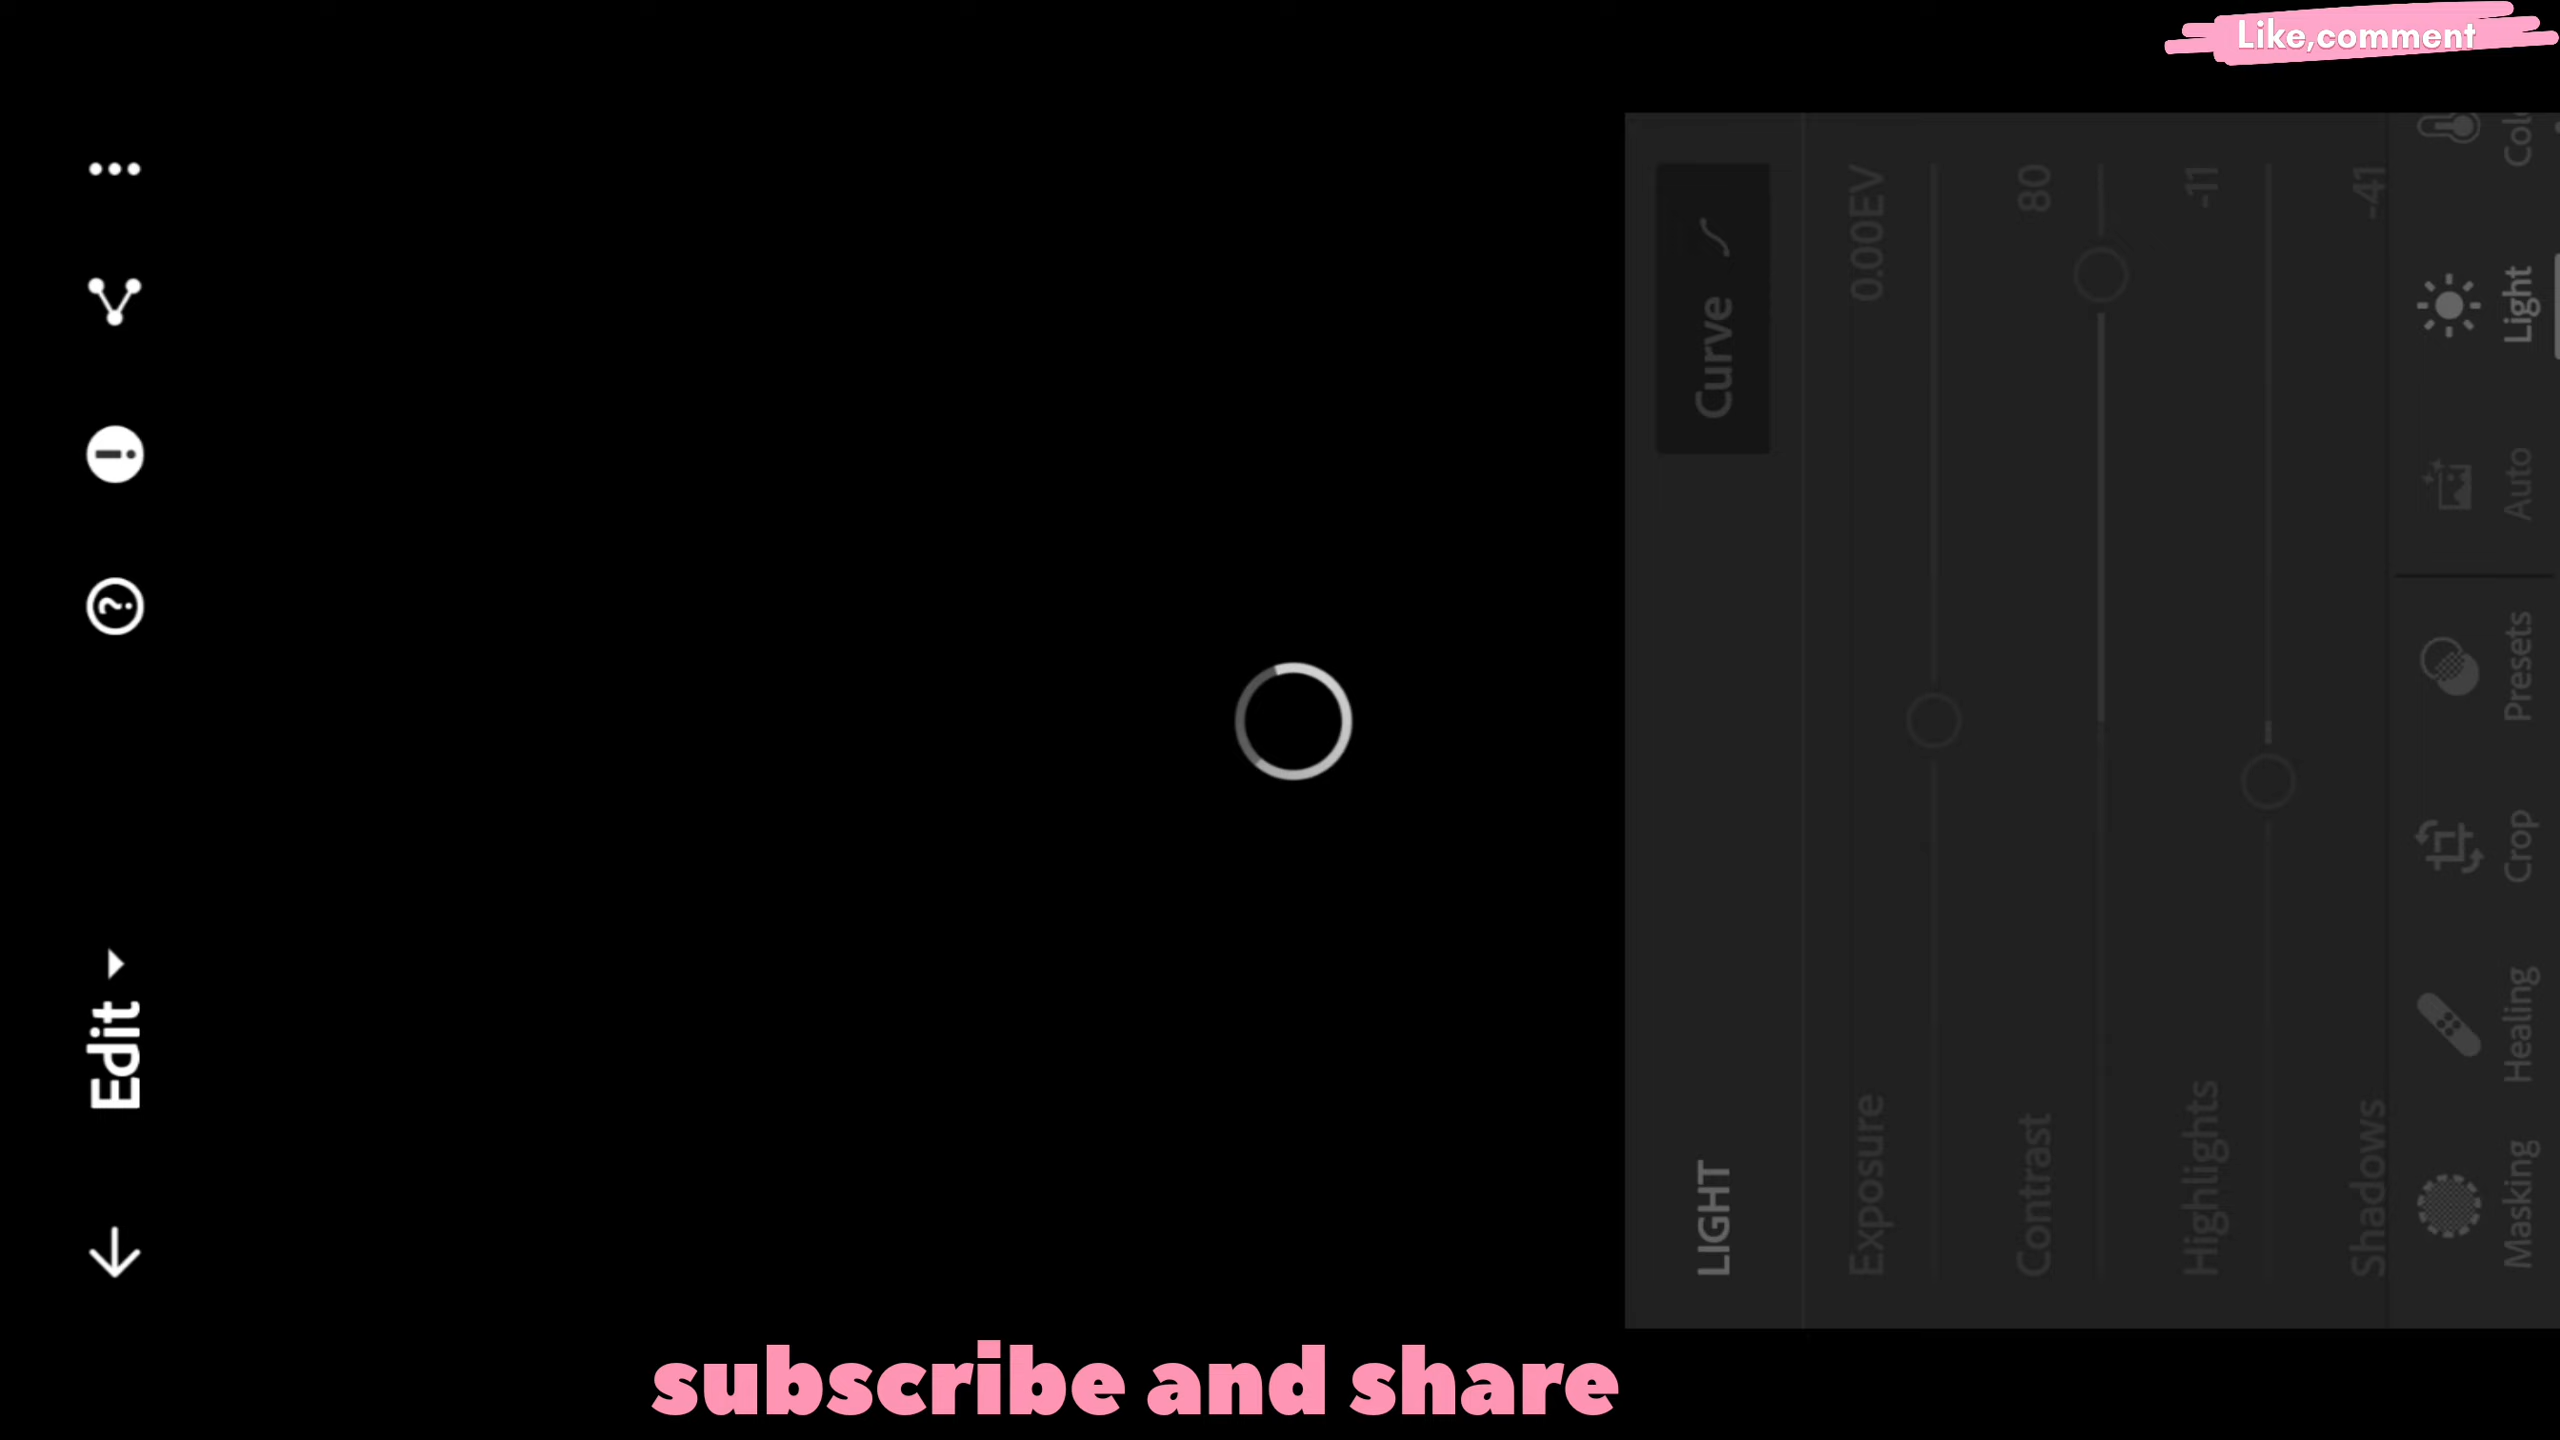 Like,comment
Edit
LIGHT
Curve
Exposure
0.00EV
Contrast
80
Highlights
-11
Shadows
-41
Masking
Healing
Crop
Presets
Auto
Light
subscribe and share